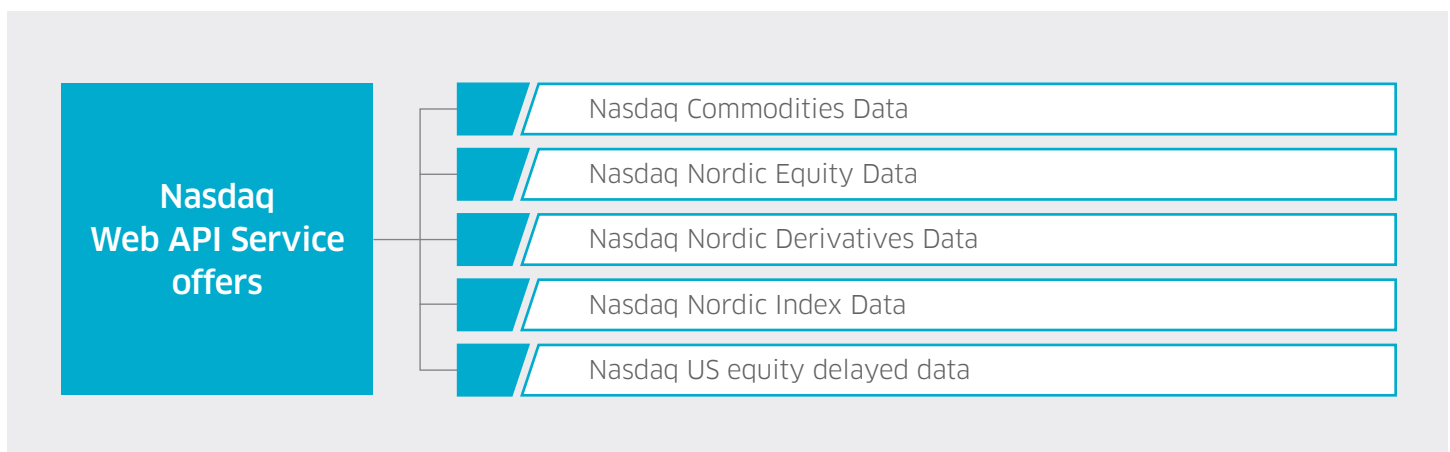 Nasdaq
Web API Service
offers
Nasdaq Commodities Data
Nasdaq Nordic Equity Data
Nasdaq Nordic Derivatives Data
Nasdaq Nordic Index Data
Nasdaq US equity delayed data